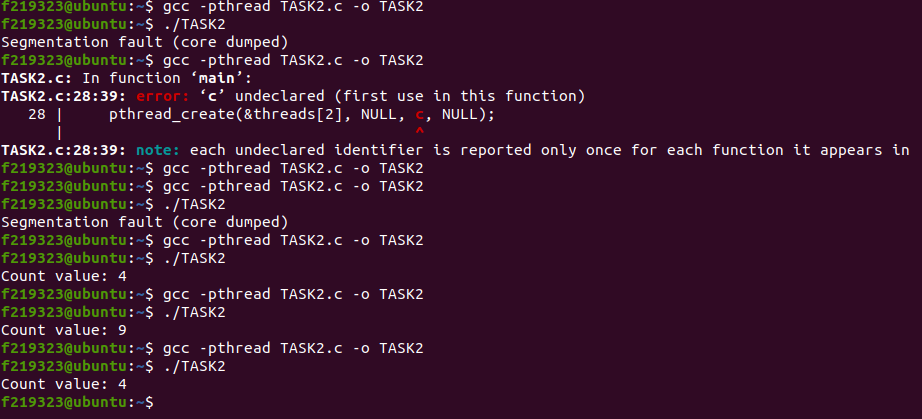 f219323@ubuntu:~$ gcc -pthread TASK2.c -o TASK2
f219323@ubuntu:~$ ./TASK2
Segmentation fault (core dumped)
f219323@ubuntu:~$ gcc -pthread TASK2.c -o TASK2
TASK2.c: In function ‘main’:
TASK2.c:28:39: error: ‘c’ undeclared (first use in this function)
   28 |     pthread_create(&threads[2], NULL, c, NULL);
      |                                       ^
TASK2.c:28:39: note: each undeclared identifier is reported only once for each function it appears in
f219323@ubuntu:~$ gcc -pthread TASK2.c -o TASK2
f219323@ubuntu:~$ gcc -pthread TASK2.c -o TASK2
f219323@ubuntu:~$ ./TASK2
Segmentation fault (core dumped)
f219323@ubuntu:~$ gcc -pthread TASK2.c -o TASK2
f219323@ubuntu:~$ ./TASK2
Count value: 4
f219323@ubuntu:~$ gcc -pthread TASK2.c -o TASK2
f219323@ubuntu:~$ ./TASK2
Count value: 9
f219323@ubuntu:~$ gcc -pthread TASK2.c -o TASK2
f219323@ubuntu:~$ ./TASK2
Count value: 4
f219323@ubuntu:~$